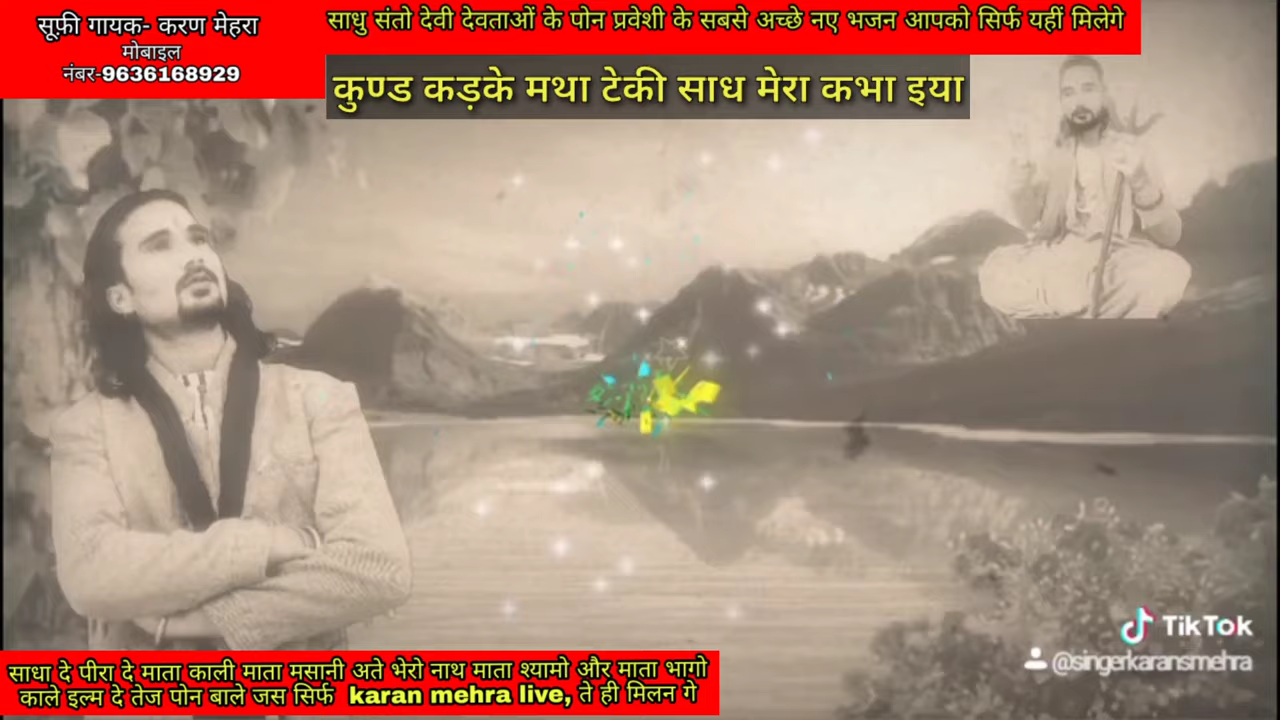 सूफ़ी गायक- करण मेहरा
मोबाइल
नंबर-9636168929
साधु संतो देवी देवताओं के पोन प्रवेशी के सबसे अच्छे नए भजन आपको सिर्फ यहीं मिलेगे
कुण्ड कड़के मथा टेकी साध मेरा कभा इया
TikTok
@singerkaransmehra
साधा दे पीरा दे माता काली माता मसानी अते भेरो नाथ माता श्यामो और माता भागो
काले इल्म दे तेज पोन बाले जस सिर्फ karan mehra live, ते ही मिलन गे